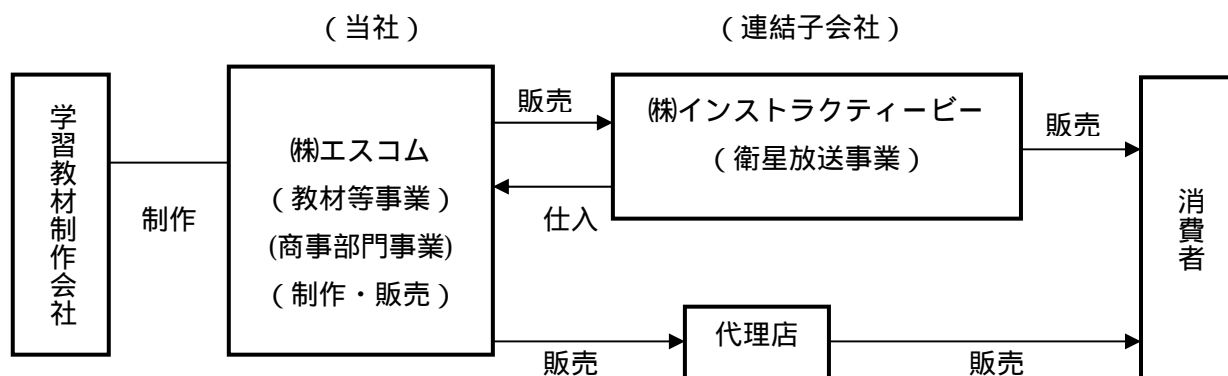 （当社）
（連結子会社）
学習教材制作会社
制作
㈱エスコム
（教材等事業）
(商事部門事業)
（制作・販売）
販売
仕入
㈱インストラクティービー
（衛星放送事業）
販売
販売
代理店
販売
消費者